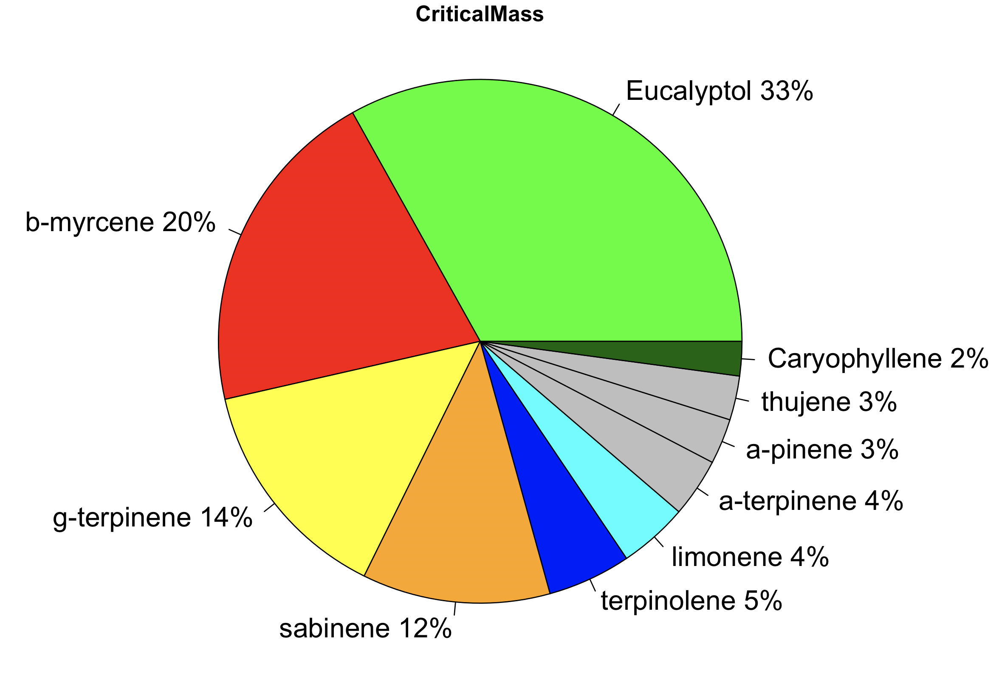 CriticalMass
Eucalyptol 33%
b-myrcene 20%
Caryophyllene 2%
thujene 3%
a-pinene 3%
a-terpinene 4%
g-terpinene 14%
limonene 4%
terpinolene 5%
sabinene 12%